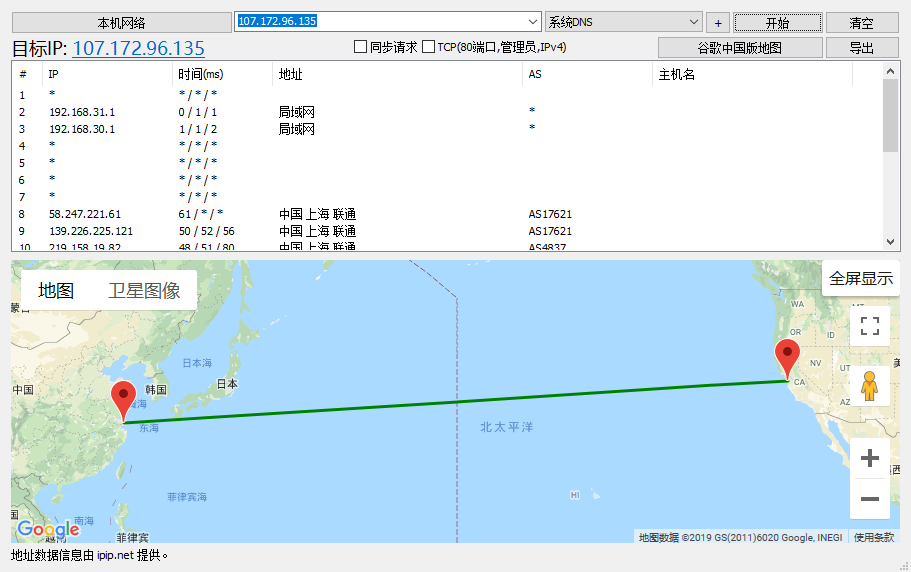 本机网络 107.172.96.135 系统DNS + 开始 清空
目标IP: 107.172.96.135 同步请求 TCP(80端口,管理员,IPv4) 谷歌中国版地图 导出
# IP 时间(ms) 地址 AS 主机名
1 * * / * / *
2 192.168.31.1 0 / 1 / 1 局域网 *
3 192.168.30.1 1 / 1 / 2 局域网 *
4 * * / * / *
5 * * / * / *
6 * * / * / *
7 * * / * / *
8 58.247.221.61 61 / * / * 中国 上海 联通 AS17621
9 139.226.225.121 50 / 52 / 56 中国 上海 联通 AS17621
10 219.158.19.82 48 / 51 / 80 中国 上海 联通 AS4837
地图 卫星图像 全屏显示
蒙古
WA
OR ID
日本海
NV UT
中国 韩国 日本 CA
AZ
东海 北太平洋
菲律宾海 HI
南海
Google 菲律宾
地图数据 ©2019 GS(2011)6020 Google, INEGI 使用条款
地址数据信息由 ipip.net 提供。